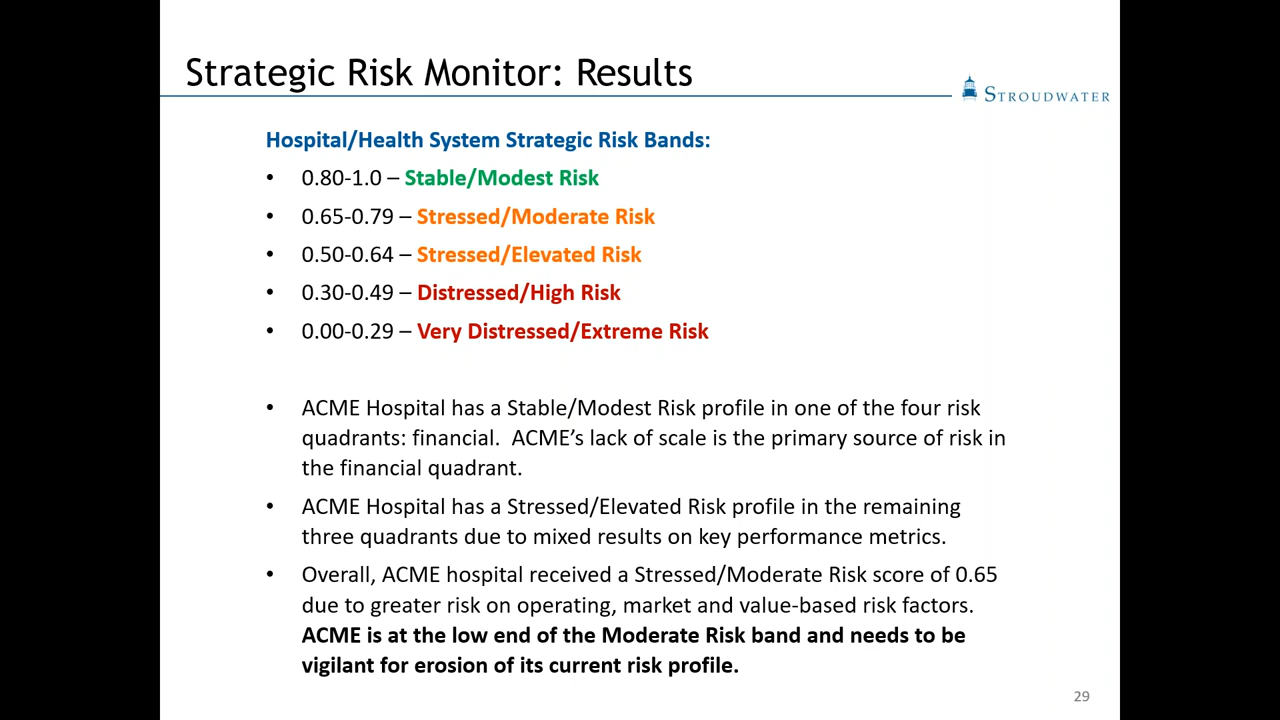 Strategic Risk Monitor: Results
STROUDWATER
Hospital/Health System Strategic Risk Bands:
• 0.80-1.0 – Stable/Modest Risk
• 0.65-0.79 – Stressed/Moderate Risk
• 0.50-0.64 – Stressed/Elevated Risk
• 0.30-0.49 – Distressed/High Risk
• 0.00-0.29 – Very Distressed/Extreme Risk
• ACME Hospital has a Stable/Modest Risk profile in one of the four risk
quadrants: financial.  ACME’s lack of scale is the primary source of risk in
the financial quadrant.
• ACME Hospital has a Stressed/Elevated Risk profile in the remaining
three quadrants due to mixed results on key performance metrics.
• Overall, ACME hospital received a Stressed/Moderate Risk score of 0.65
due to greater risk on operating, market and value-based risk factors.
ACME is at the low end of the Moderate Risk band and needs to be
vigilant for erosion of its current risk profile.
29